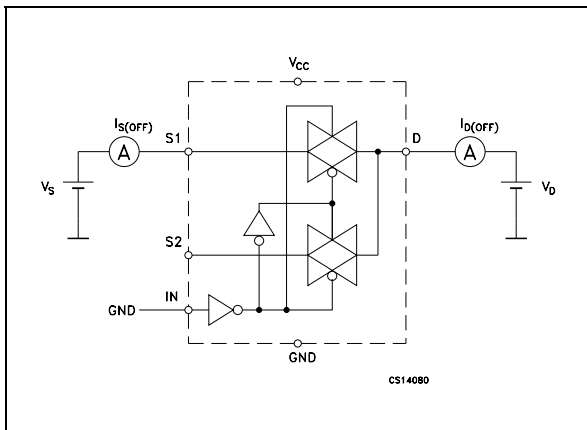 VCC
IS(OFF)
S1
D
ID(OFF)
A
A
VS
VD
S2
IN
GND
GND
CS14080